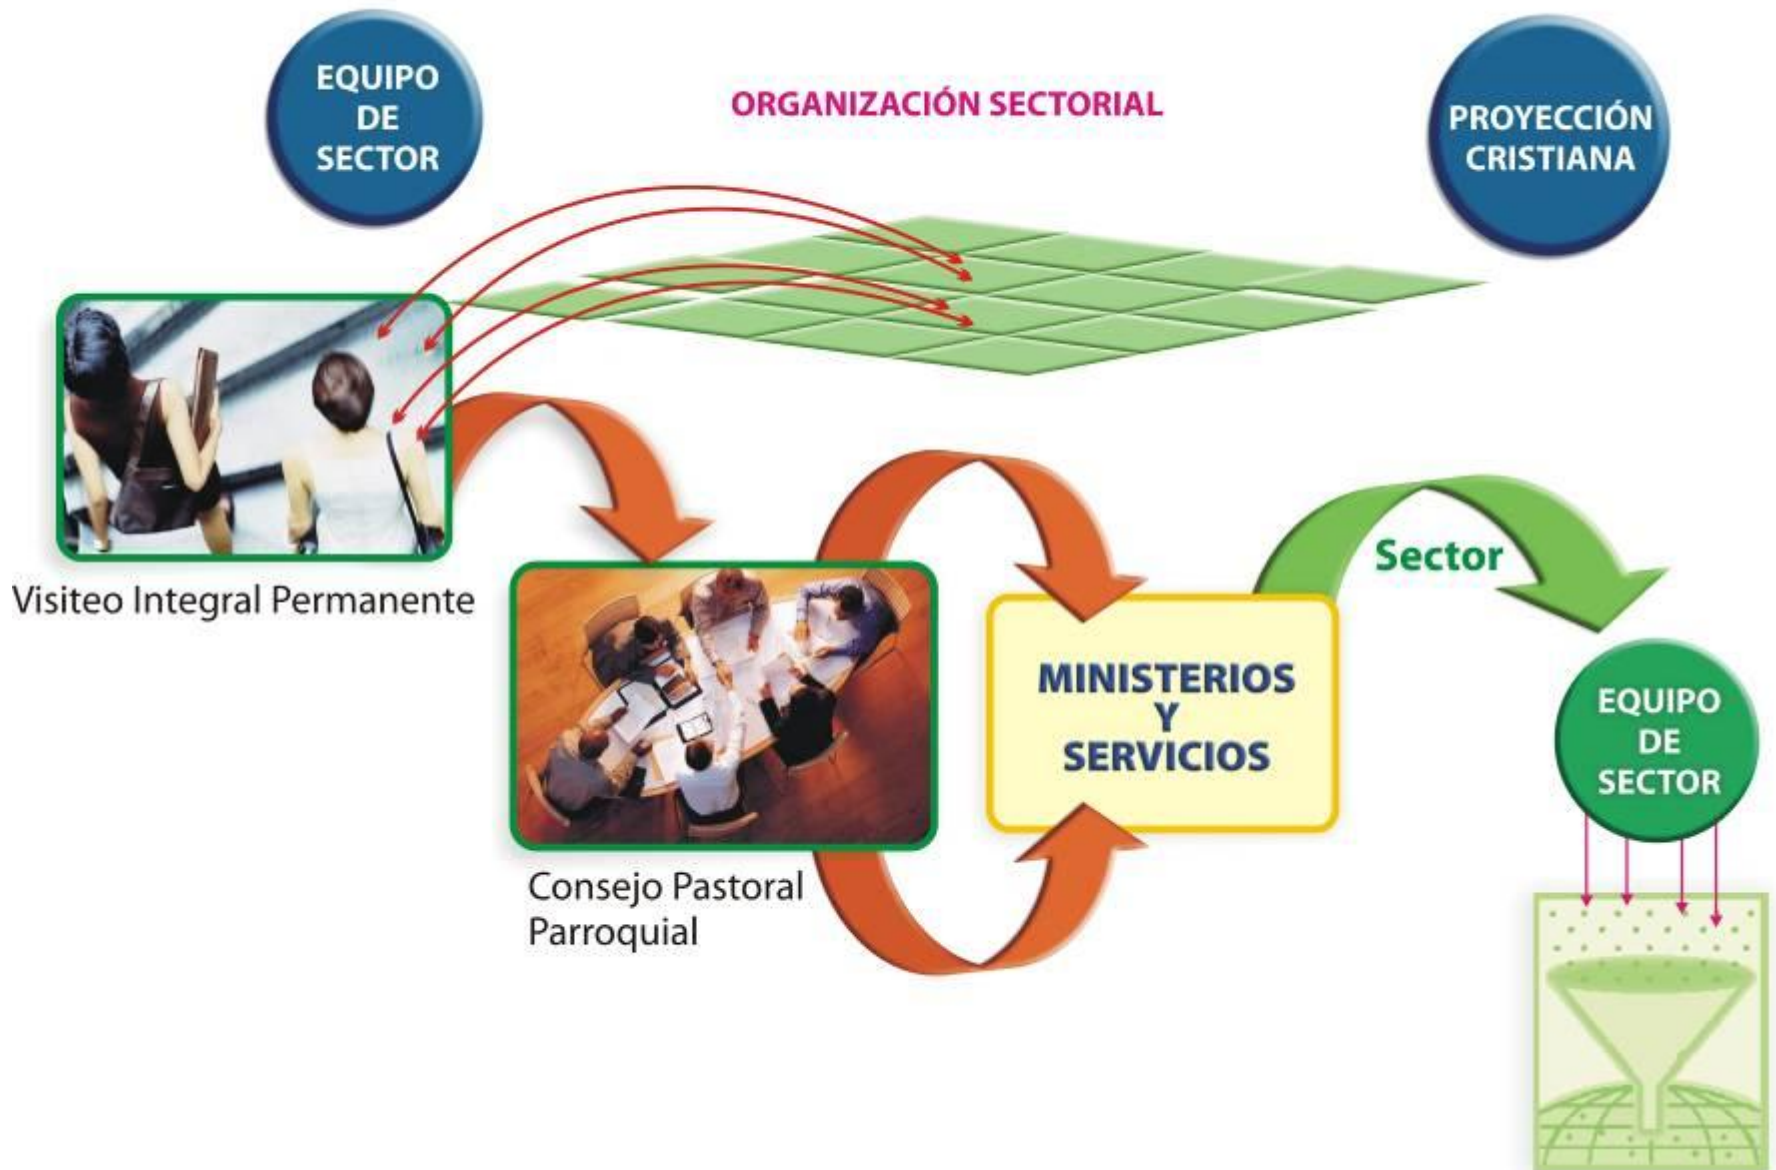 EQUIPO
DE
SECTOR
ORGANIZACIÓN SECTORIAL
PROYECCIÓN
CRISTIANA
Visiteo Integral Permanente
Consejo Pastoral
Parroquial
MINISTERIOS
Y
SERVICIOS
Sector
EQUIPO
DE
SECTOR